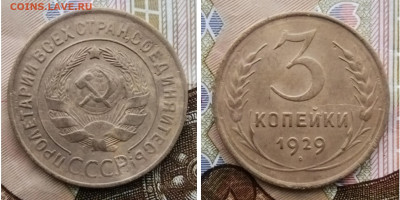 COINS.LAVE.RU
ПРОЛЕТАРИИ ВСЕХ СТРАН, СОЕДИНЯЙТЕСЬ!
СССР
3
КОПЕЙКИ
1929